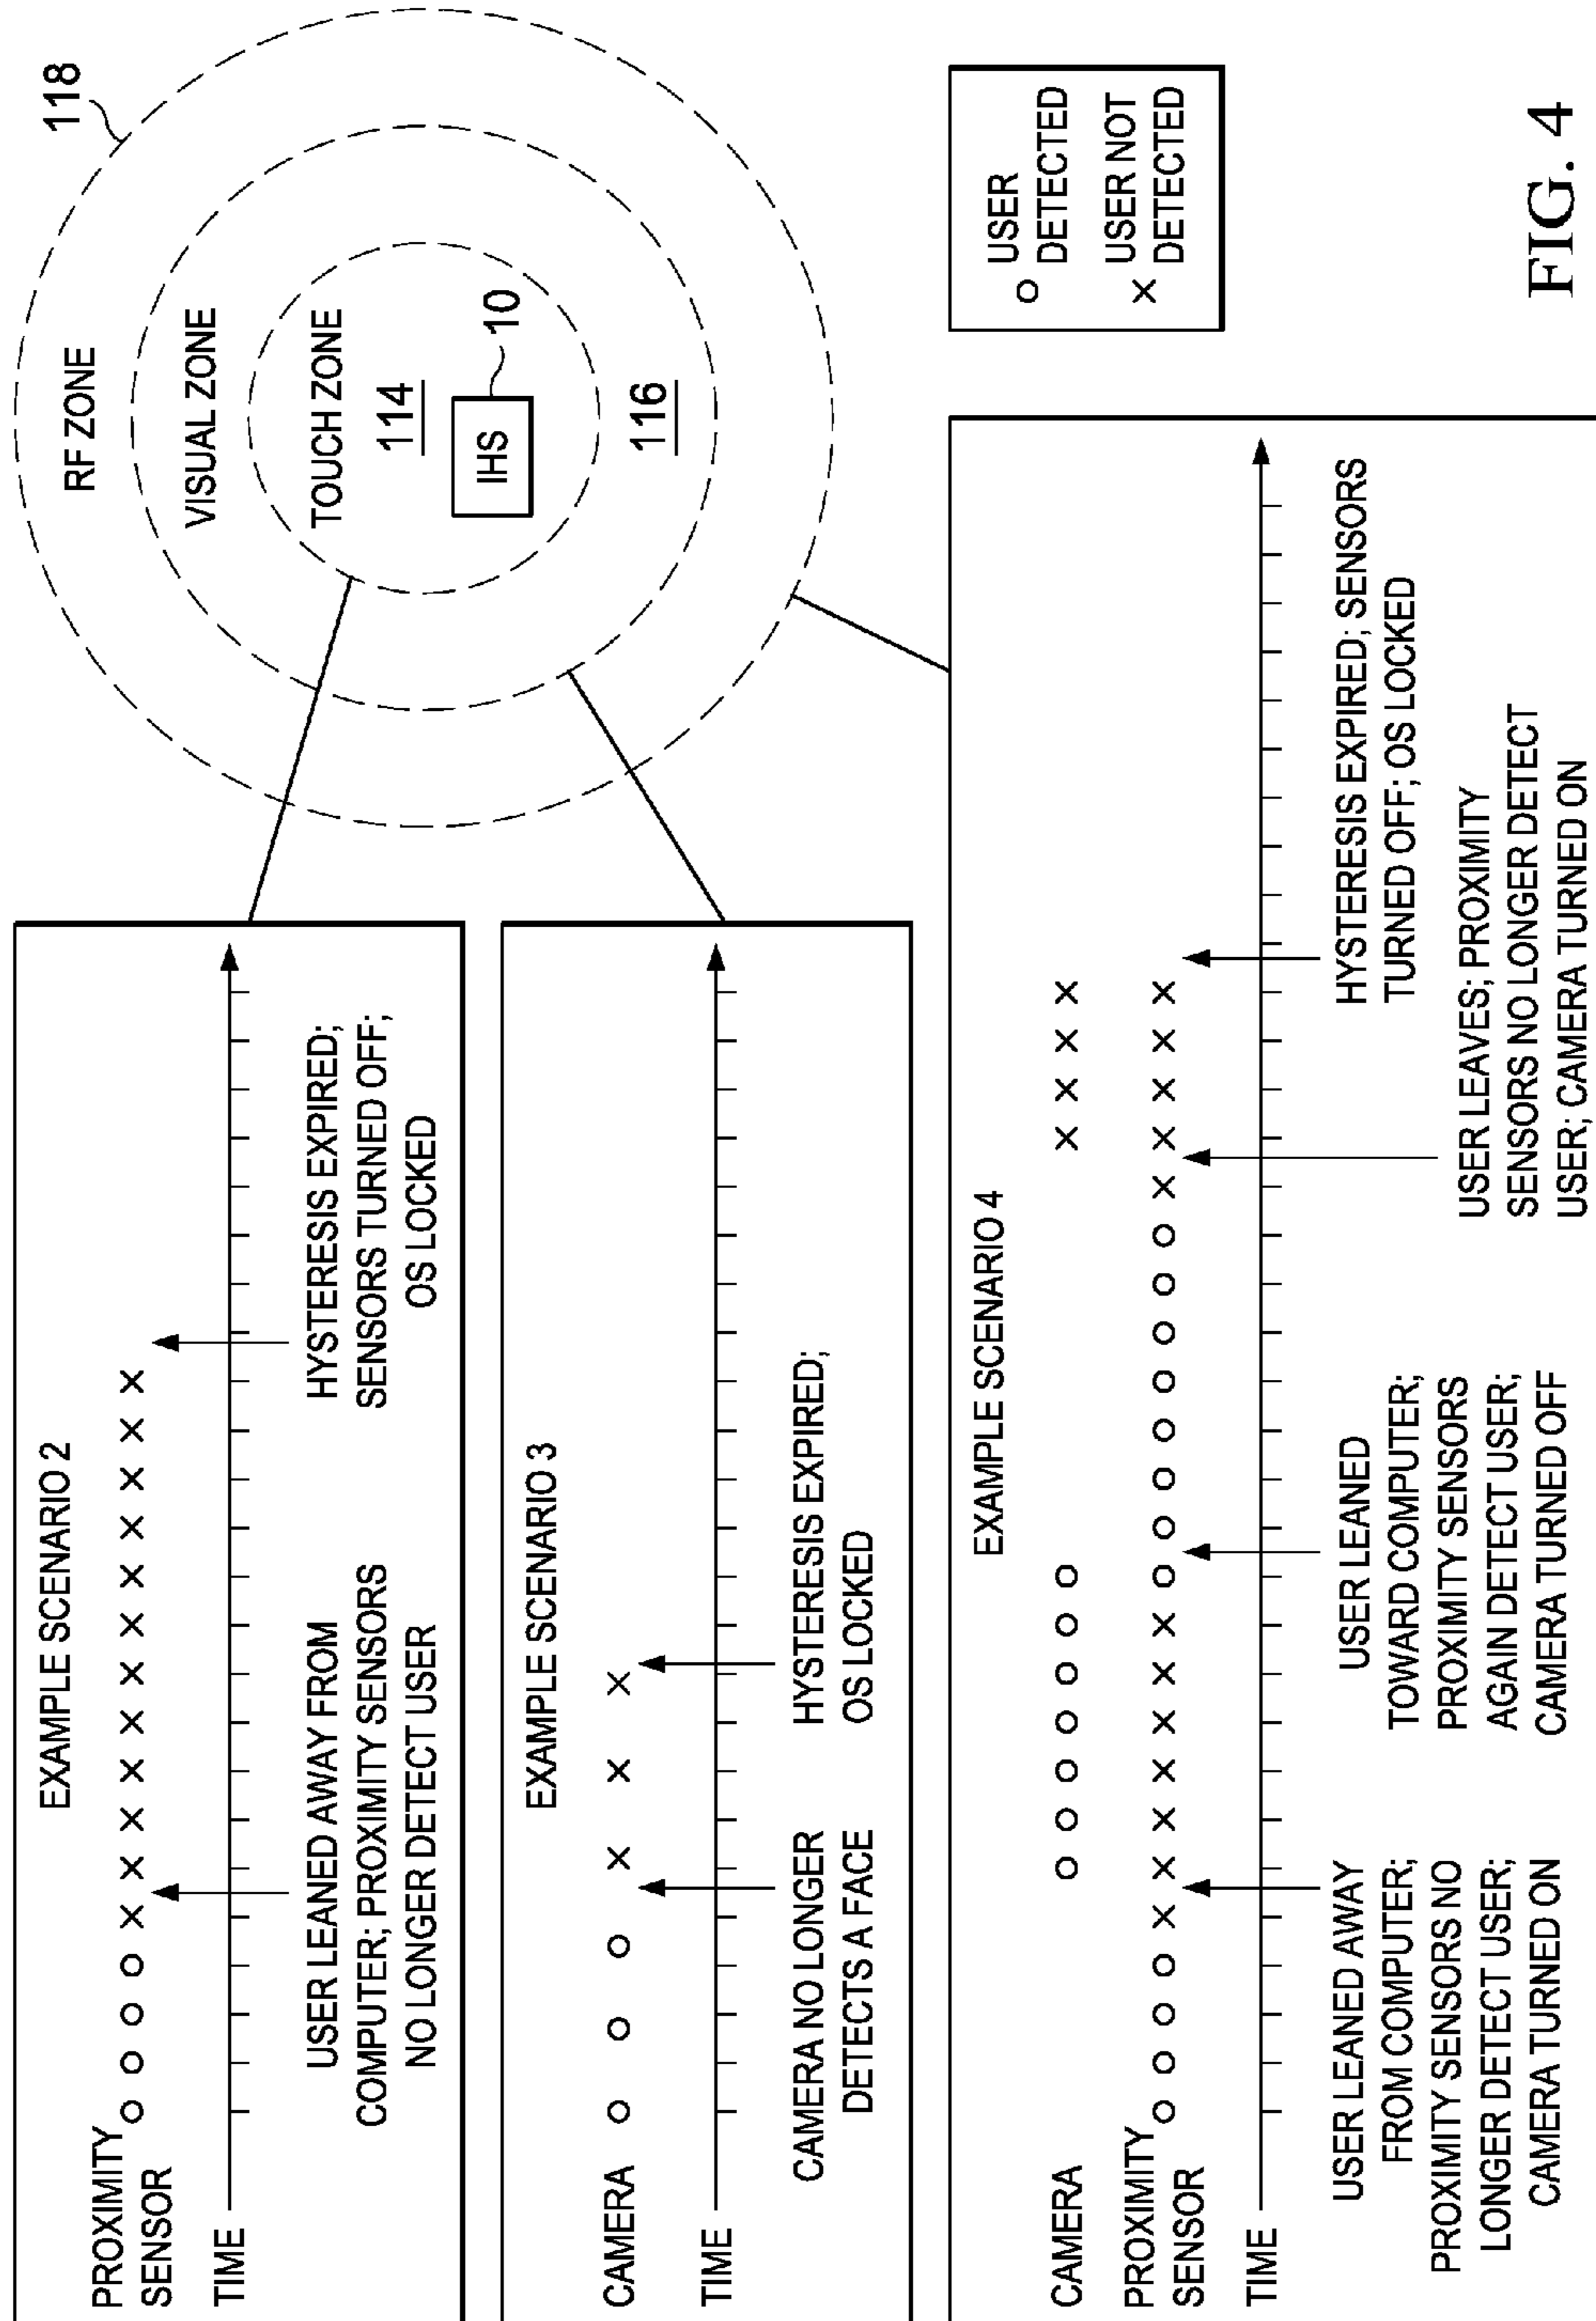 EXAMPLE SCENARIO 2
PROXIMITY
SENSOR
O O O O X X X X X X X X X X X X
TIME
USER LEANED AWAY FROM
COMPUTER; PROXIMITY SENSORS
NO LONGER DETECT USER
HYSTERESIS EXPIRED;
SENSORS TURNED OFF;
OS LOCKED
EXAMPLE SCENARIO 3
CAMERA
O O O X X X
TIME
CAMERA NO LONGER
DETECTS A FACE
HYSTERESIS EXPIRED;
OS LOCKED
EXAMPLE SCENARIO 4
CAMERA
O O O O O O O X X X X
PROXIMITY
SENSOR
O O O O X X X X X X X O O O O O O O O X X X X X
TIME
USER LEANED AWAY
FROM COMPUTER;
PROXIMITY SENSORS NO
LONGER DETECT USER;
CAMERA TURNED ON
USER LEANED
TOWARD COMPUTER;
PROXIMITY SENSORS
AGAIN DETECT USER;
CAMERA TURNED OFF
USER LEAVES; PROXIMITY
SENSORS NO LONGER DETECT
USER; CAMERA TURNED ON
HYSTERESIS EXPIRED; SENSORS
TURNED OFF; OS LOCKED
118
RF ZONE
VISUAL ZONE
TOUCH ZONE
114
IHS
10
116
O USER
DETECTED
X USER NOT
DETECTED
FIG. 4